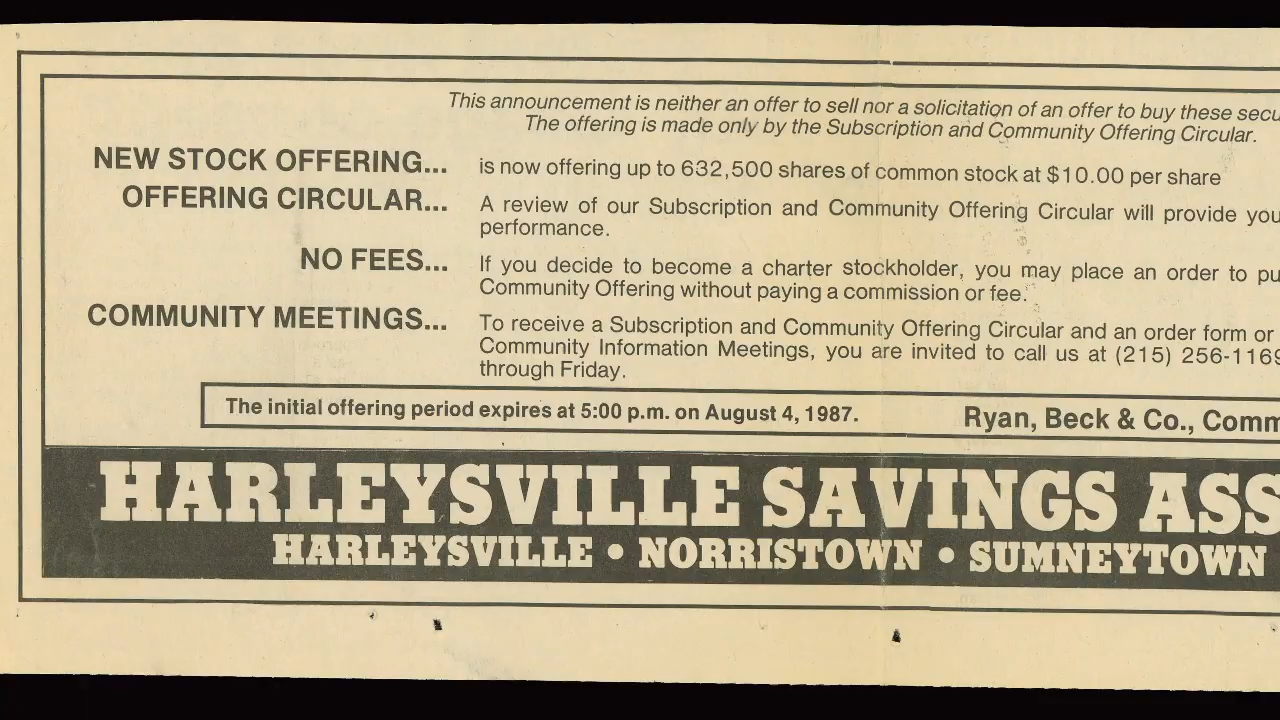 This announcement is neither an offer to sell nor a solicitation of an offer to buy these secu
The offering is made only by the Subscription and Community Offering Circular.
NEW STOCK OFFERING... is now offering up to 632,500 shares of common stock at $10.00 per share
OFFERING CIRCULAR... A review of our Subscription and Community Offering Circular will provide you
performance.
NO FEES... If you decide to become a charter stockholder, you may place an order to pu
Community Offering without paying a commission or fee.
COMMUNITY MEETINGS... To receive a Subscription and Community Offering Circular and an order form or
Community Information Meetings, you are invited to call us at (215) 256-1169
through Friday.
The initial offering period expires at 5:00 p.m. on August 4, 1987. Ryan, Beck & Co., Comm
HARLEYSVILLE SAVINGS ASS
HARLEYSVILLE • NORRISTOWN • SUMNEYTOWN